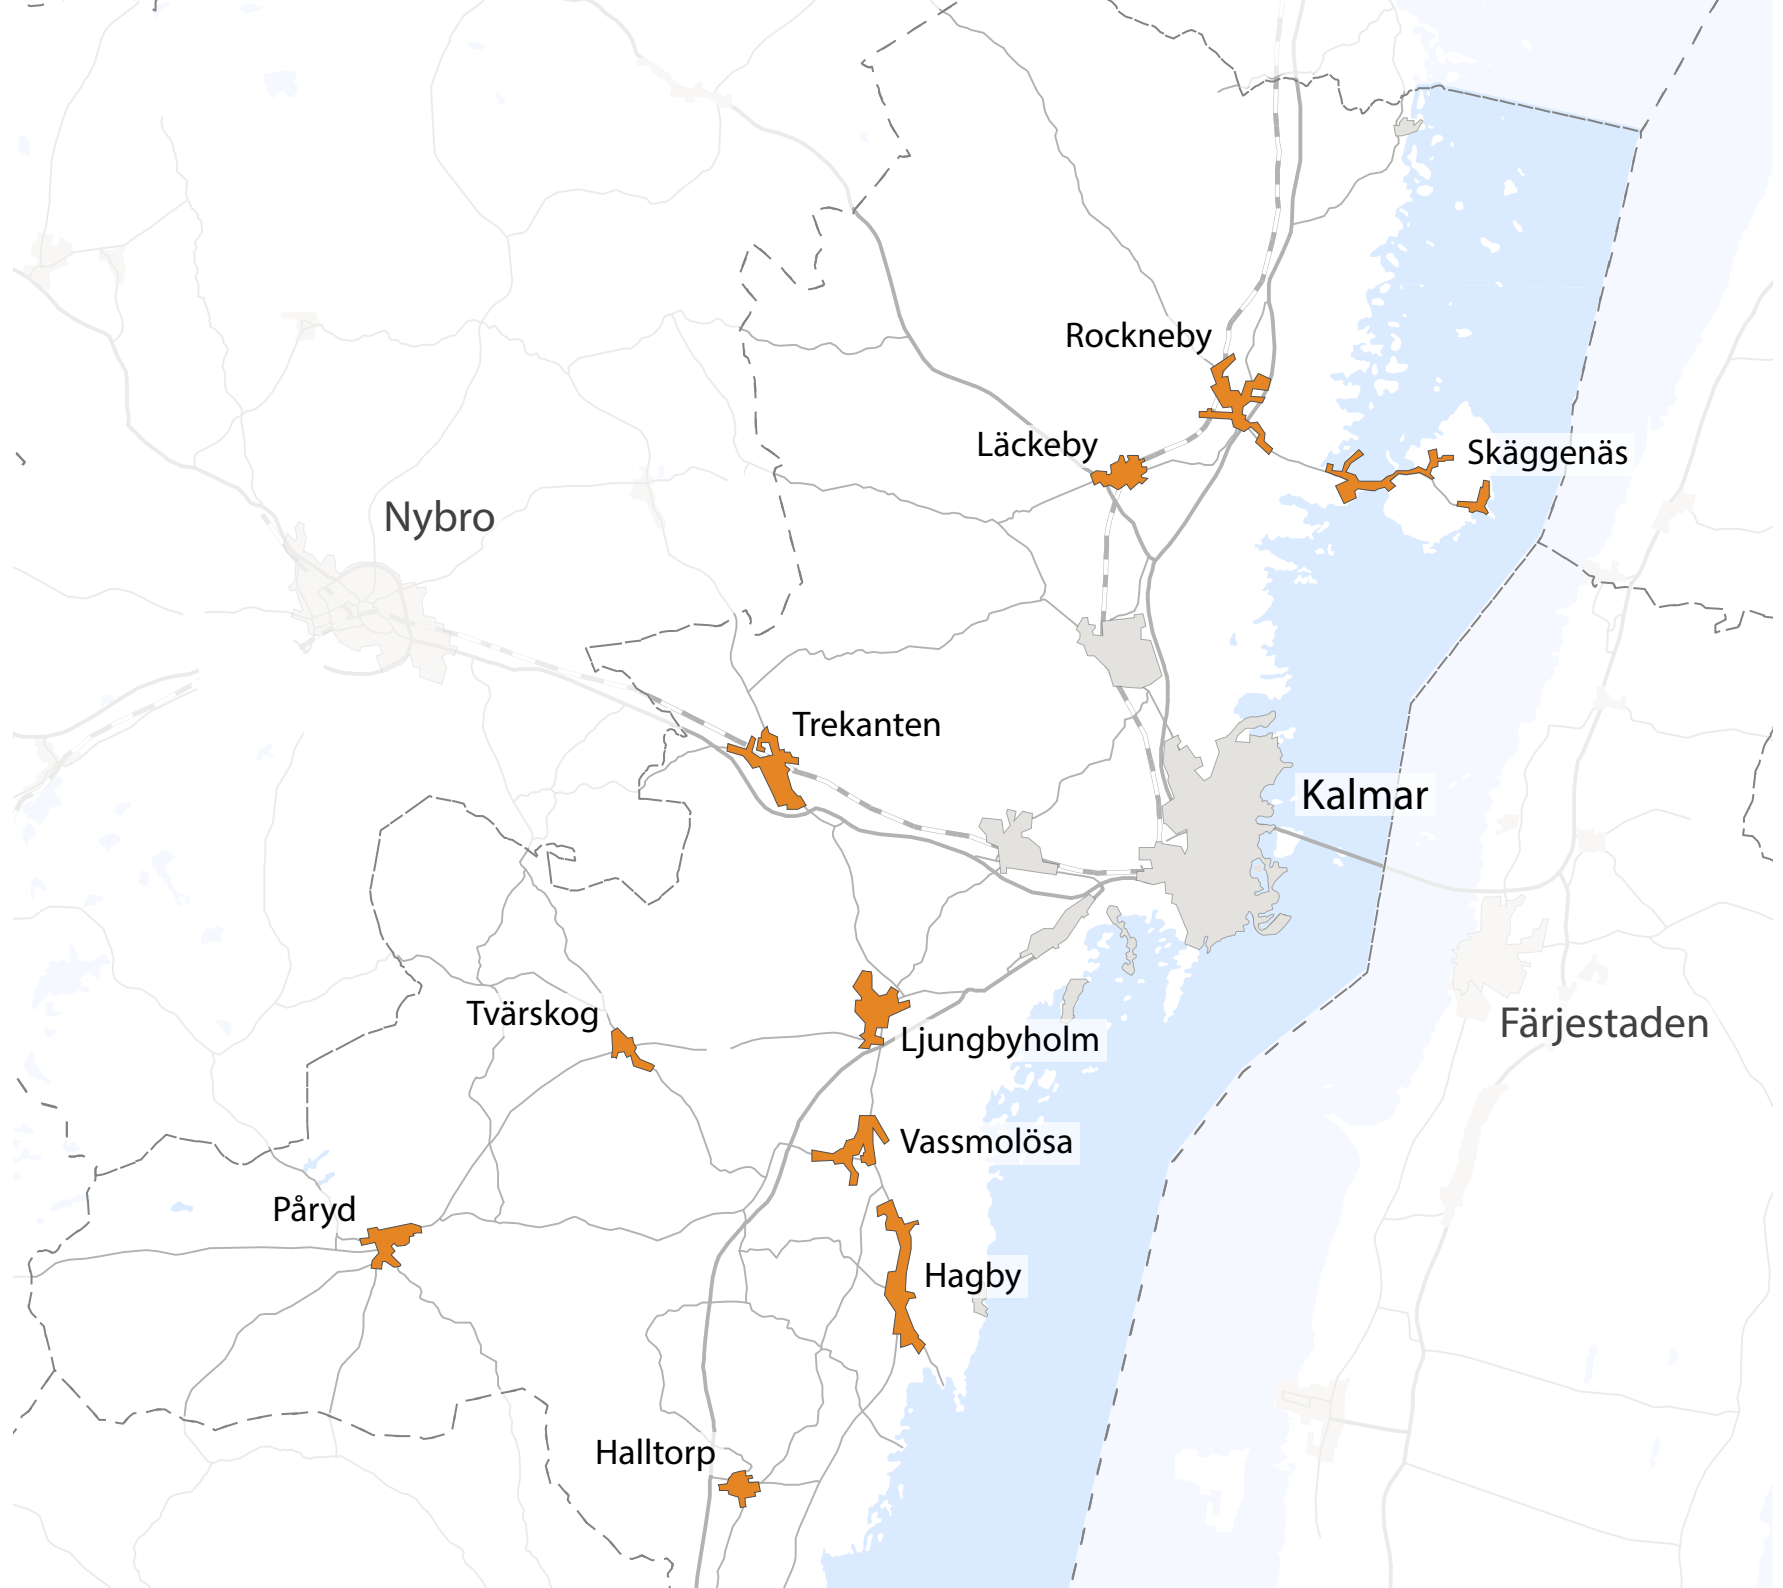 Rockneby
Läckeby
Skäggenäs
Nybro
Trekanten
Kalmar
Tvärskog
Färjestaden
Ljungbyholm
Vassmolösa
Påryd
Hagby
Halltorp